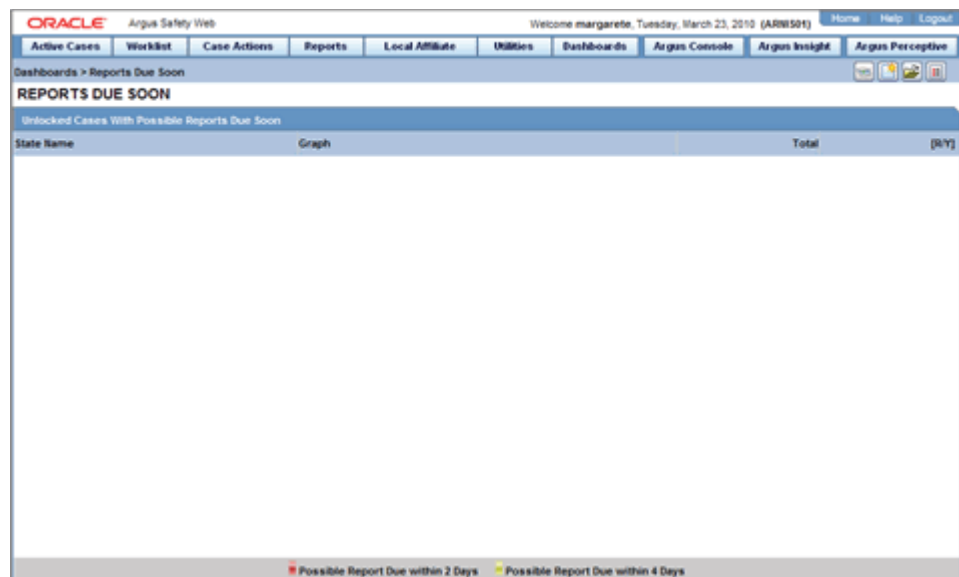 ORACLE Argus Safety Web Welcome margarete, Tuesday, March 23, 2010 (ARMIS01) Home Help Logout
Active Cases Worklist Case Actions Reports Local Affiliate Utilities Dashboards Argus Console Argus Insight Argus Perceptive
Dashboards > Reports Due Soon
REPORTS DUE SOON
Unlocked Cases With Possible Reports Due Soon
State Name Graph Total [R/Y]
Possible Report Due within 2 Days Possible Report Due within 4 Days